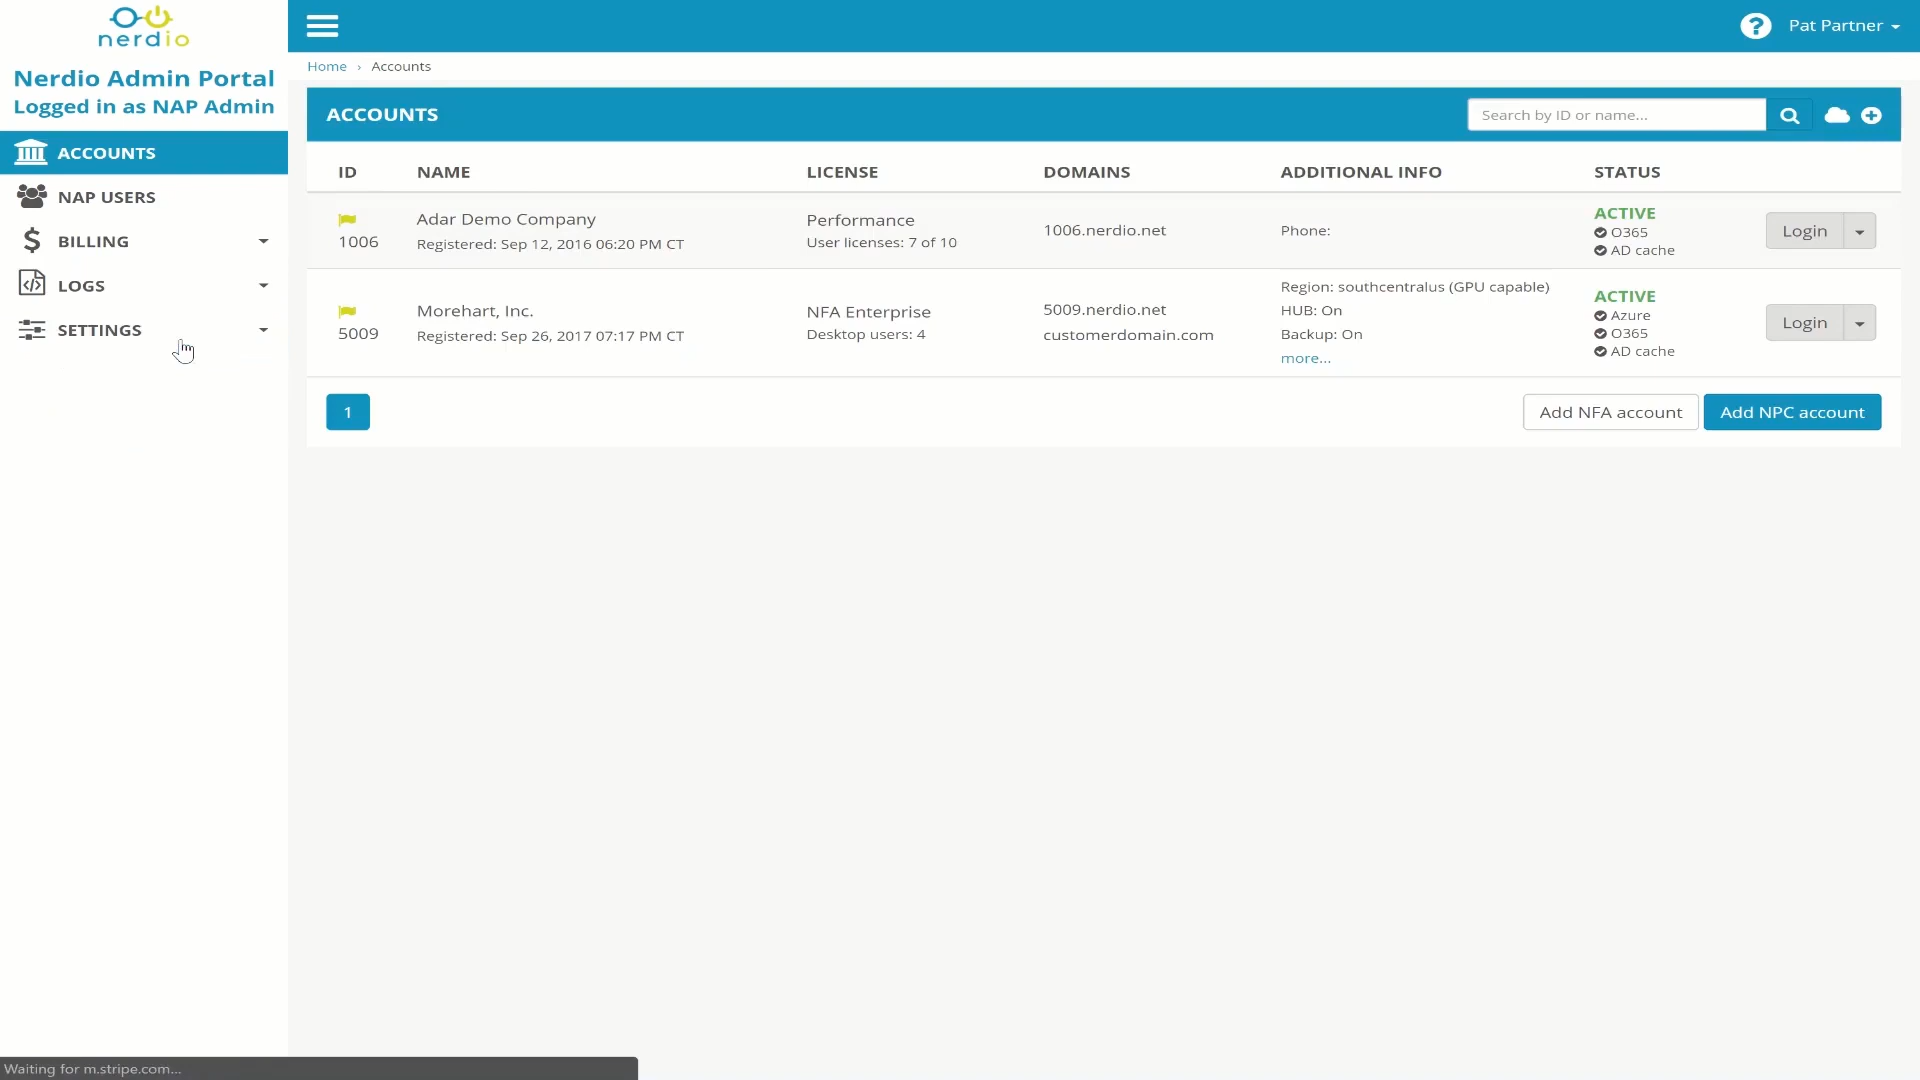 nerdio
Nerdio Admin Portal
Logged in as NAP Admin
ACCOUNTS
NAP USERS
BILLING
LOGS
SETTINGS
? Pat Partner
Home › Accounts
ACCOUNTS
Search by ID or name...
ID NAME LICENSE DOMAINS ADDITIONAL INFO STATUS
1006
Adar Demo Company
Registered: Sep 12, 2016 06:20 PM CT
Performance
User licenses: 7 of 10
1006.nerdio.net
Phone:
ACTIVE
O365
AD cache
Login
5009
Morehart, Inc.
Registered: Sep 26, 2017 07:17 PM CT
NFA Enterprise
Desktop users: 4
5009.nerdio.net
customerdomain.com
Region: southcentralus (GPU capable)
HUB: On
Backup: On
more...
ACTIVE
Azure
O365
AD cache
Login
1
Add NFA account
Add NPC account
Waiting for m.stripe.com...